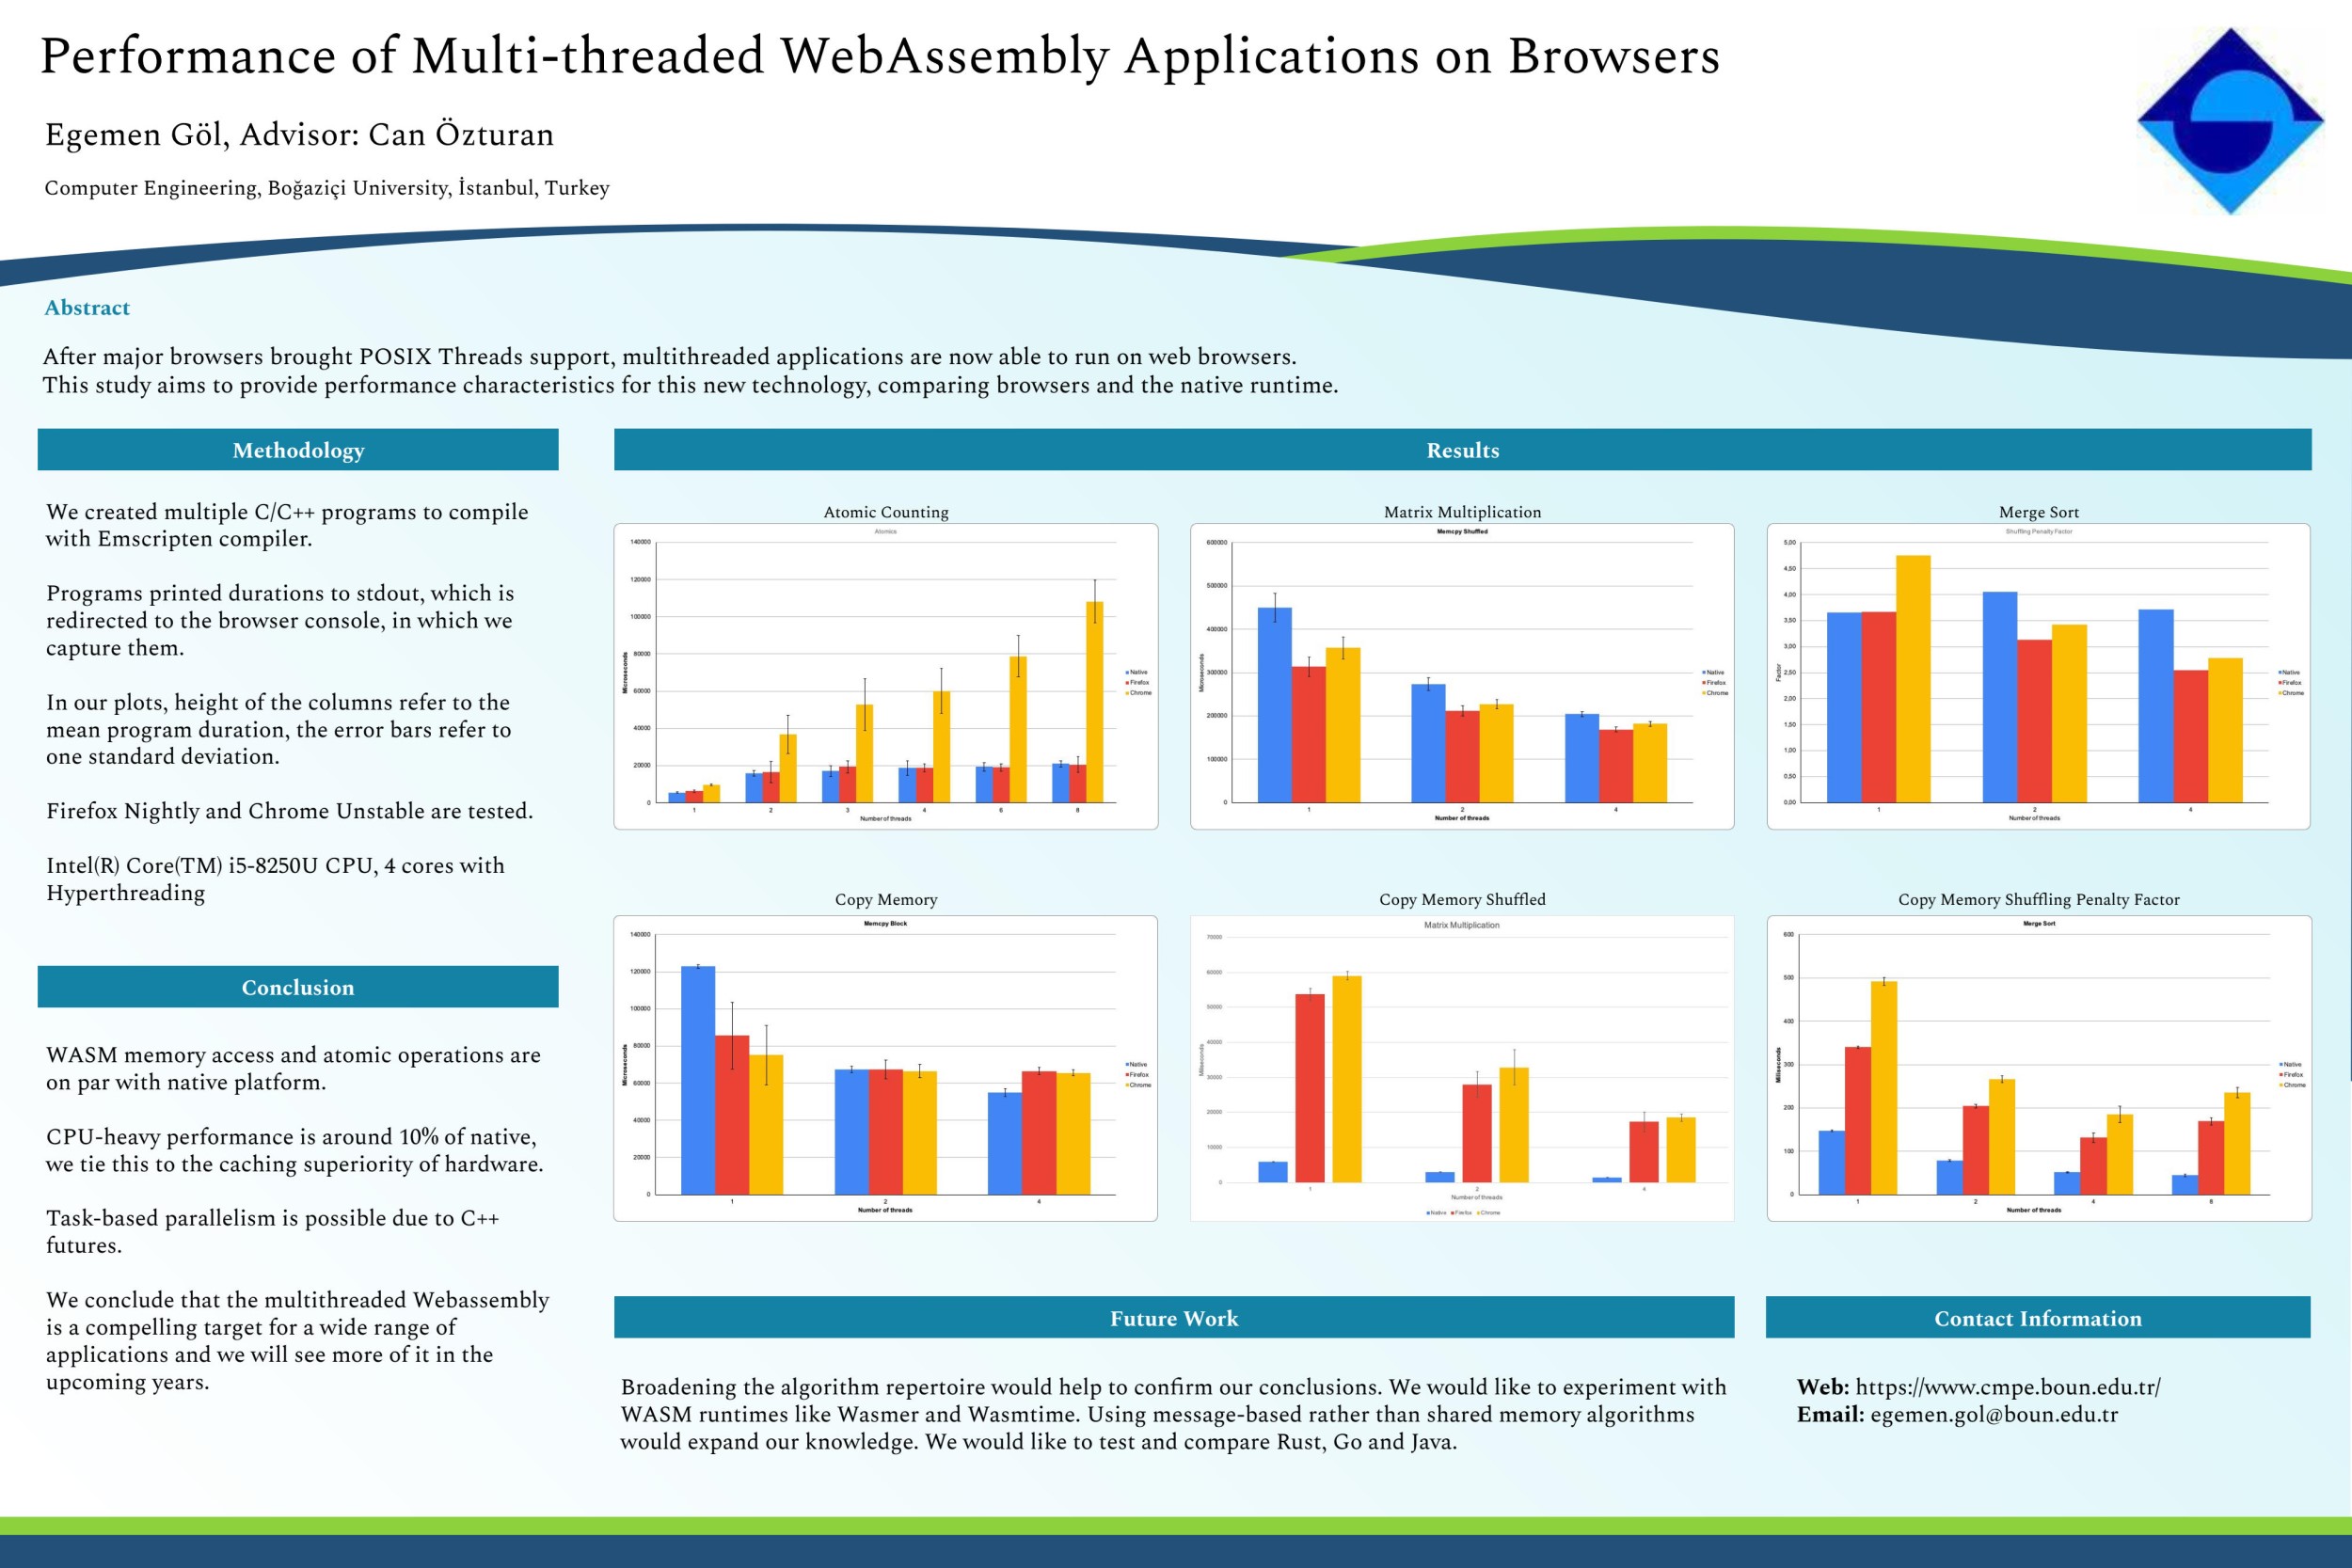 Performance of Multi-threaded WebAssembly Applications on Browsers
Egemen Göl, Advisor: Can Özturan
Computer Engineering, Boğaziçi University, İstanbul, Turkey
Abstract
After major browsers brought POSIX Threads support, multithreaded applications are now able to run on web browsers.
This study aims to provide performance characteristics for this new technology, comparing browsers and the native runtime.
Methodology
We created multiple C/C++ programs to compile
with Emscripten compiler.
Programs printed durations to stdout, which is
redirected to the browser console, in which we
capture them.
In our plots, height of the columns refer to the
mean program duration, the error bars refer to
one standard deviation.
Firefox Nightly and Chrome Unstable are tested.
Intel(R) Core(TM) i5-8250U CPU, 4 cores with
Hyperthreading
Conclusion
WASM memory access and atomic operations are
on par with native platform.
CPU-heavy performance is around 10% of native,
we tie this to the caching superiority of hardware.
Task-based parallelism is possible due to C++
futures.
We conclude that the multithreaded Webassembly
is a compelling target for a wide range of
applications and we will see more of it in the
upcoming years.
Results
Atomic Counting
Atomics
140000
120000
100000
80000
60000
40000
20000
0
Microseconds
1 2 3 4 6 8
Number of threads
Native
Firefox
Chrome
Matrix Multiplication
Memcpy Shuffled
600000
500000
400000
300000
200000
100000
0
Microseconds
1 2 4
Number of threads
Native
Firefox
Chrome
Merge Sort
Shuffling Penalty Factor
5,00
4,50
4,00
3,50
3,00
2,50
2,00
1,50
1,00
0,50
0,00
Factor
1 2 4
Number of threads
Native
Firefox
Chrome
Copy Memory
Memcpy Block
140000
120000
100000
80000
60000
40000
20000
0
Microseconds
1 2 4
Number of threads
Native
Firefox
Chrome
Copy Memory Shuffled
Matrix Multiplication
70000
60000
50000
40000
30000
20000
10000
0
Miliseconds
1 2 4
Number of threads
Native Firefox Chrome
Copy Memory Shuffling Penalty Factor
Merge Sort
600
500
400
300
200
100
0
Miliseconds
1 2 4 8
Number of threads
Native
Firefox
Chrome
Future Work
Broadening the algorithm repertoire would help to confirm our conclusions. We would like to experiment with
WASM runtimes like Wasmer and Wasmtime. Using message-based rather than shared memory algorithms
would expand our knowledge. We would like to test and compare Rust, Go and Java.
Contact Information
Web: https://www.cmpe.boun.edu.tr/
Email: egemen.gol@boun.edu.tr